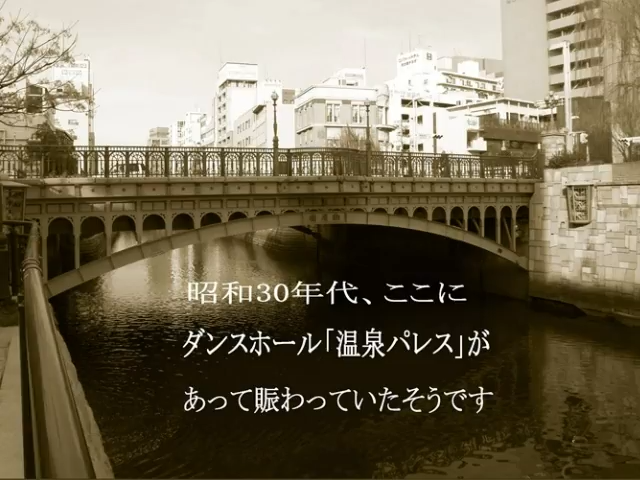 昭和30年代、ここに
ダンスホール「温泉パレス」が
あって賑わっていたそうです